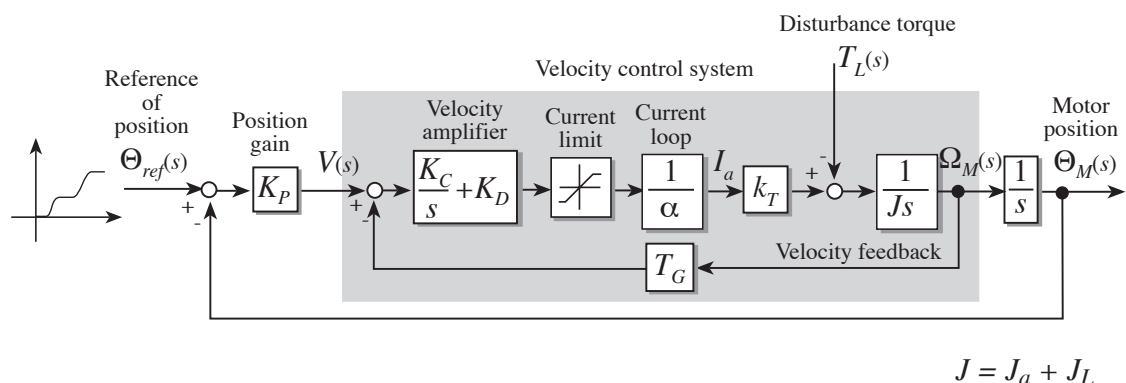 Disturbance torque
T_L(s)
Velocity control system
Reference
of
position
Θ_ref(s)
Position
gain
K_P
V(s)
Velocity
amplifier
K_C
s
+K_D
Current
limit
Current
loop
1
α
I_a
k_T
+
-
1
Js
Ω_M(s)
1
s
Motor
position
Θ_M(s)
+
-
+
-
T_G
Velocity feedback
J = J_a + J_L